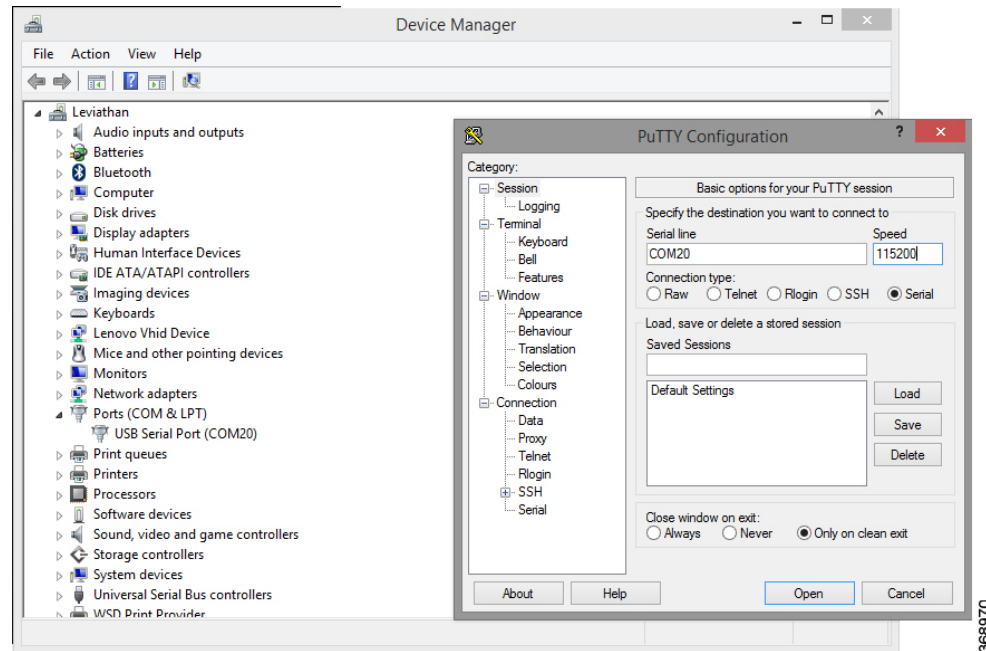 Device Manager
File Action View Help
Leviathan
Audio inputs and outputs
Batteries
Bluetooth
Computer
Disk drives
Display adapters
Human Interface Devices
IDE ATA/ATAPI controllers
Imaging devices
Keyboards
Lenovo Vhid Device
Mice and other pointing devices
Monitors
Network adapters
Ports (COM & LPT)
USB Serial Port (COM20)
Print queues
Printers
Processors
Software devices
Sound, video and game controllers
Storage controllers
System devices
Universal Serial Bus controllers
WSD Print Provider
PuTTY Configuration
Category:
Session
Logging
Terminal
Keyboard
Bell
Features
Window
Appearance
Behaviour
Translation
Selection
Colours
Connection
Data
Proxy
Telnet
Rlogin
SSH
Serial
Basic options for your PuTTY session
Specify the destination you want to connect to
Serial line Speed
COM20 115200
Connection type:
Raw Telnet Rlogin SSH Serial
Load, save or delete a stored session
Saved Sessions
Default Settings
Load
Save
Delete
Close window on exit:
Always Never Only on clean exit
About Help Open Cancel
368970